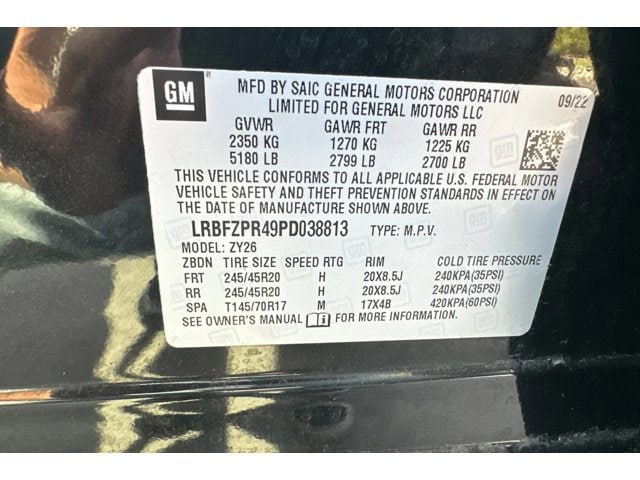 GM ®
MFD BY SAIC GENERAL MOTORS CORPORATION 09/22
LIMITED FOR GENERAL MOTORS LLC
GVWR GAWR FRT GAWR RR
2350 KG 1270 KG 1225 KG
5180 LB 2799 LB 2700 LB
THIS VEHICLE CONFORMS TO ALL APPLICABLE U.S. FEDERAL MOTOR
VEHICLE SAFETY AND THEFT PREVENTION STANDARDS IN EFFECT ON
THE DATE OF MANUFACTURE SHOWN ABOVE.
LRBFZPR49PD038813 TYPE: M.P.V.
MODEL: ZY26
ZBDN TIRE SIZE SPEED RTG RIM COLD TIRE PRESSURE
FRT 245/45R20 H 20X8.5J 240KPA(35PSI)
RR 245/45R20 H 20X8.5J 240KPA(35PSI)
SPA T145/70R17 M 17X4B 420KPA(60PSI)
SEE OWNER'S MANUAL i FOR MORE INFORMATION.